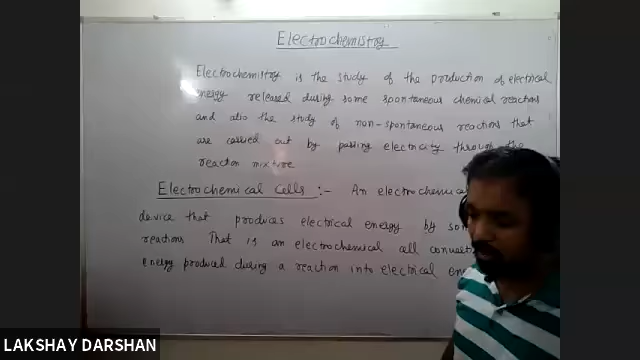 Electrochemistry
Electrochemistry is the study of the production of electrical
energy released during some spontaneous chemical reactions
and also the study of non-spontaneous reactions that
are carried out by passing electricity through the
reaction mixture
Electrochemical Cells :- An electrochemical
device that produces electrical energy by
reactions That is an electrochemical cell
energy produced during a reaction into electrical
LAKSHAY DARSHAN